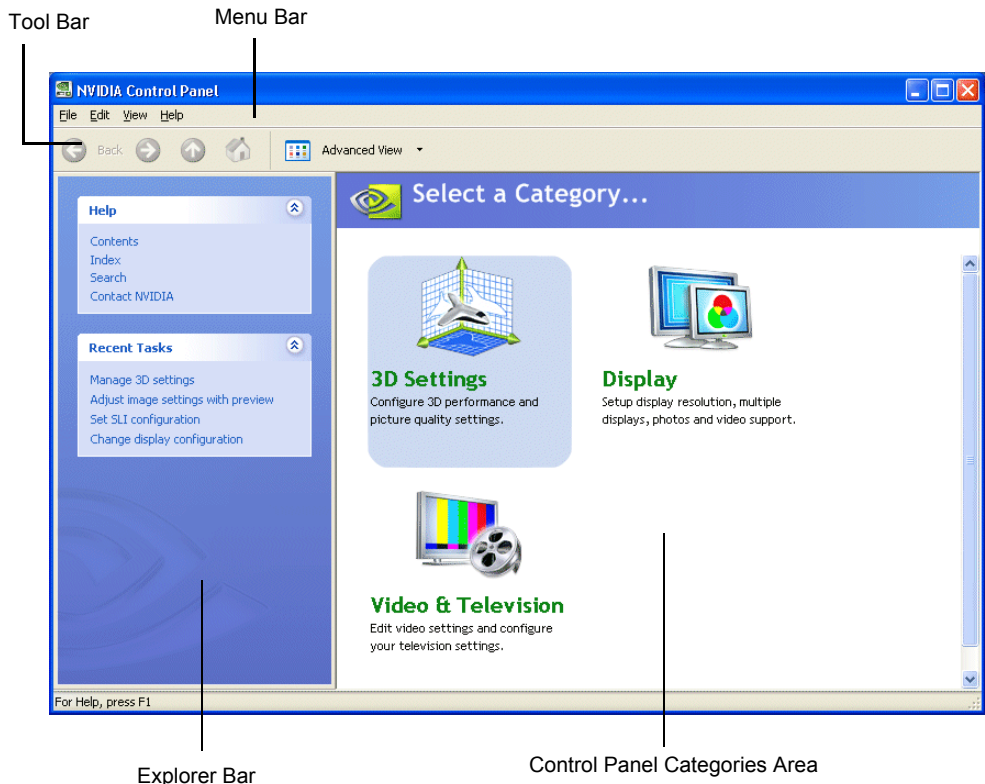 Tool Bar
Menu Bar
NVIDIA Control Panel
File Edit View Help
Back
Advanced View
Help
Contents
Index
Search
Contact NVIDIA
Recent Tasks
Manage 3D settings
Adjust image settings with preview
Set SLI configuration
Change display configuration
Select a Category...
3D Settings
Configure 3D performance and
picture quality settings.
Display
Setup display resolution, multiple
displays, photos and video support.
Video & Television
Edit video settings and configure
your television settings.
For Help, press F1
Explorer Bar
Control Panel Categories Area